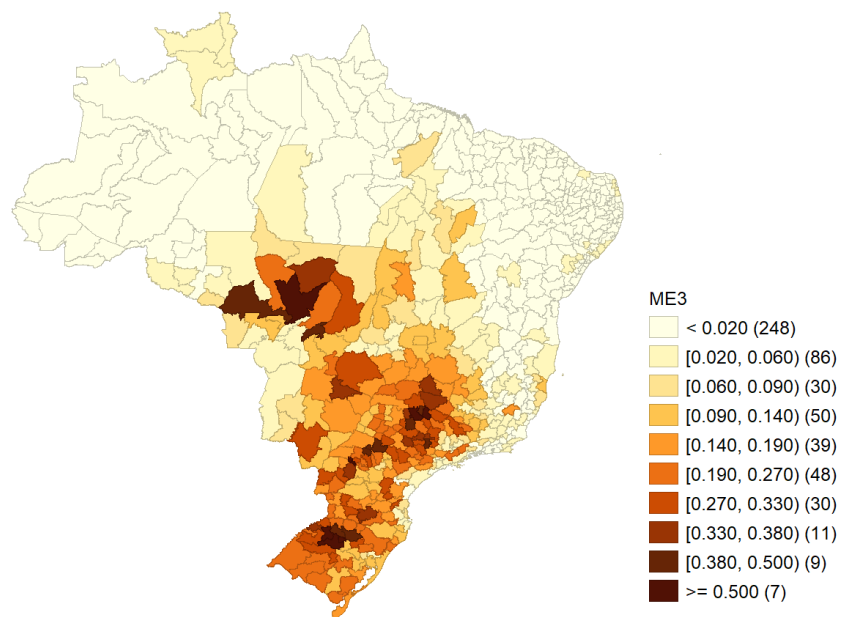 ME3
< 0.020 (248)
[0.020, 0.060) (86)
[0.060, 0.090) (30)
[0.090, 0.140) (50)
[0.140, 0.190) (39)
[0.190, 0.270) (48)
[0.270, 0.330) (30)
[0.330, 0.380) (11)
[0.380, 0.500) (9)
>= 0.500 (7)